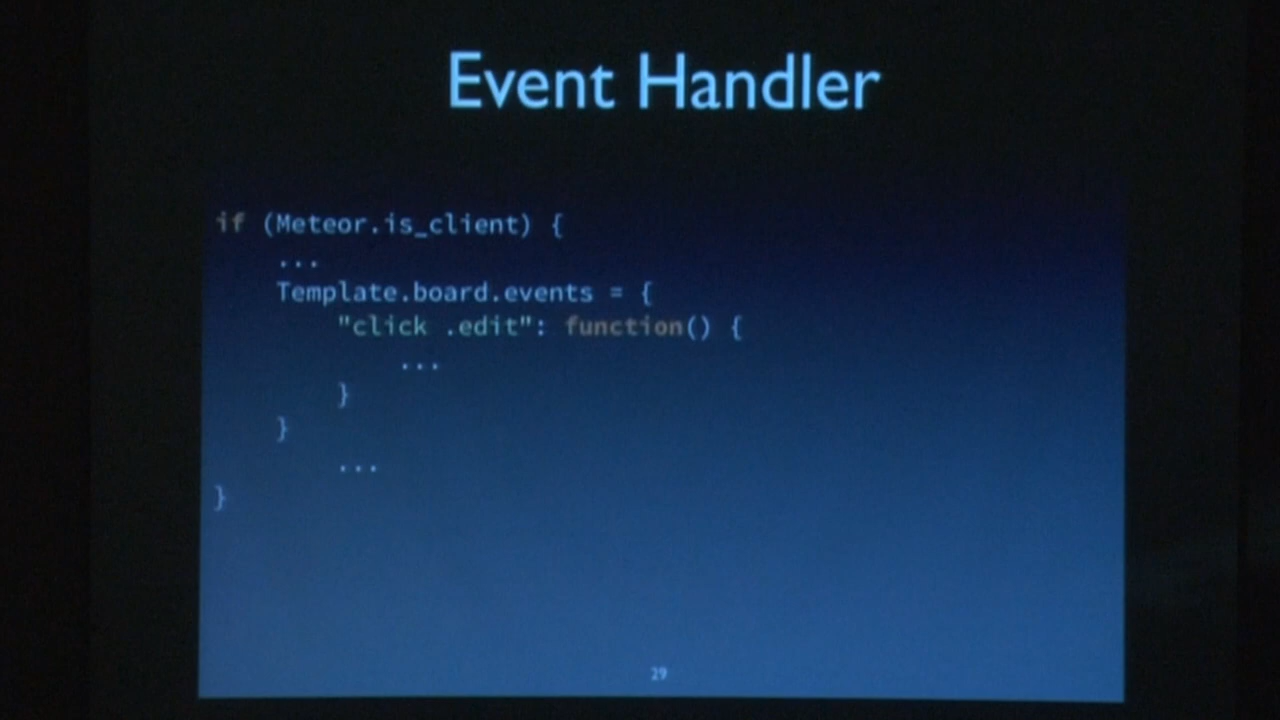 Event Handler
if (Meteor.is_client) {
...
Template.board.events = {
"click .edit": function() {
...
}
}
...
}
29